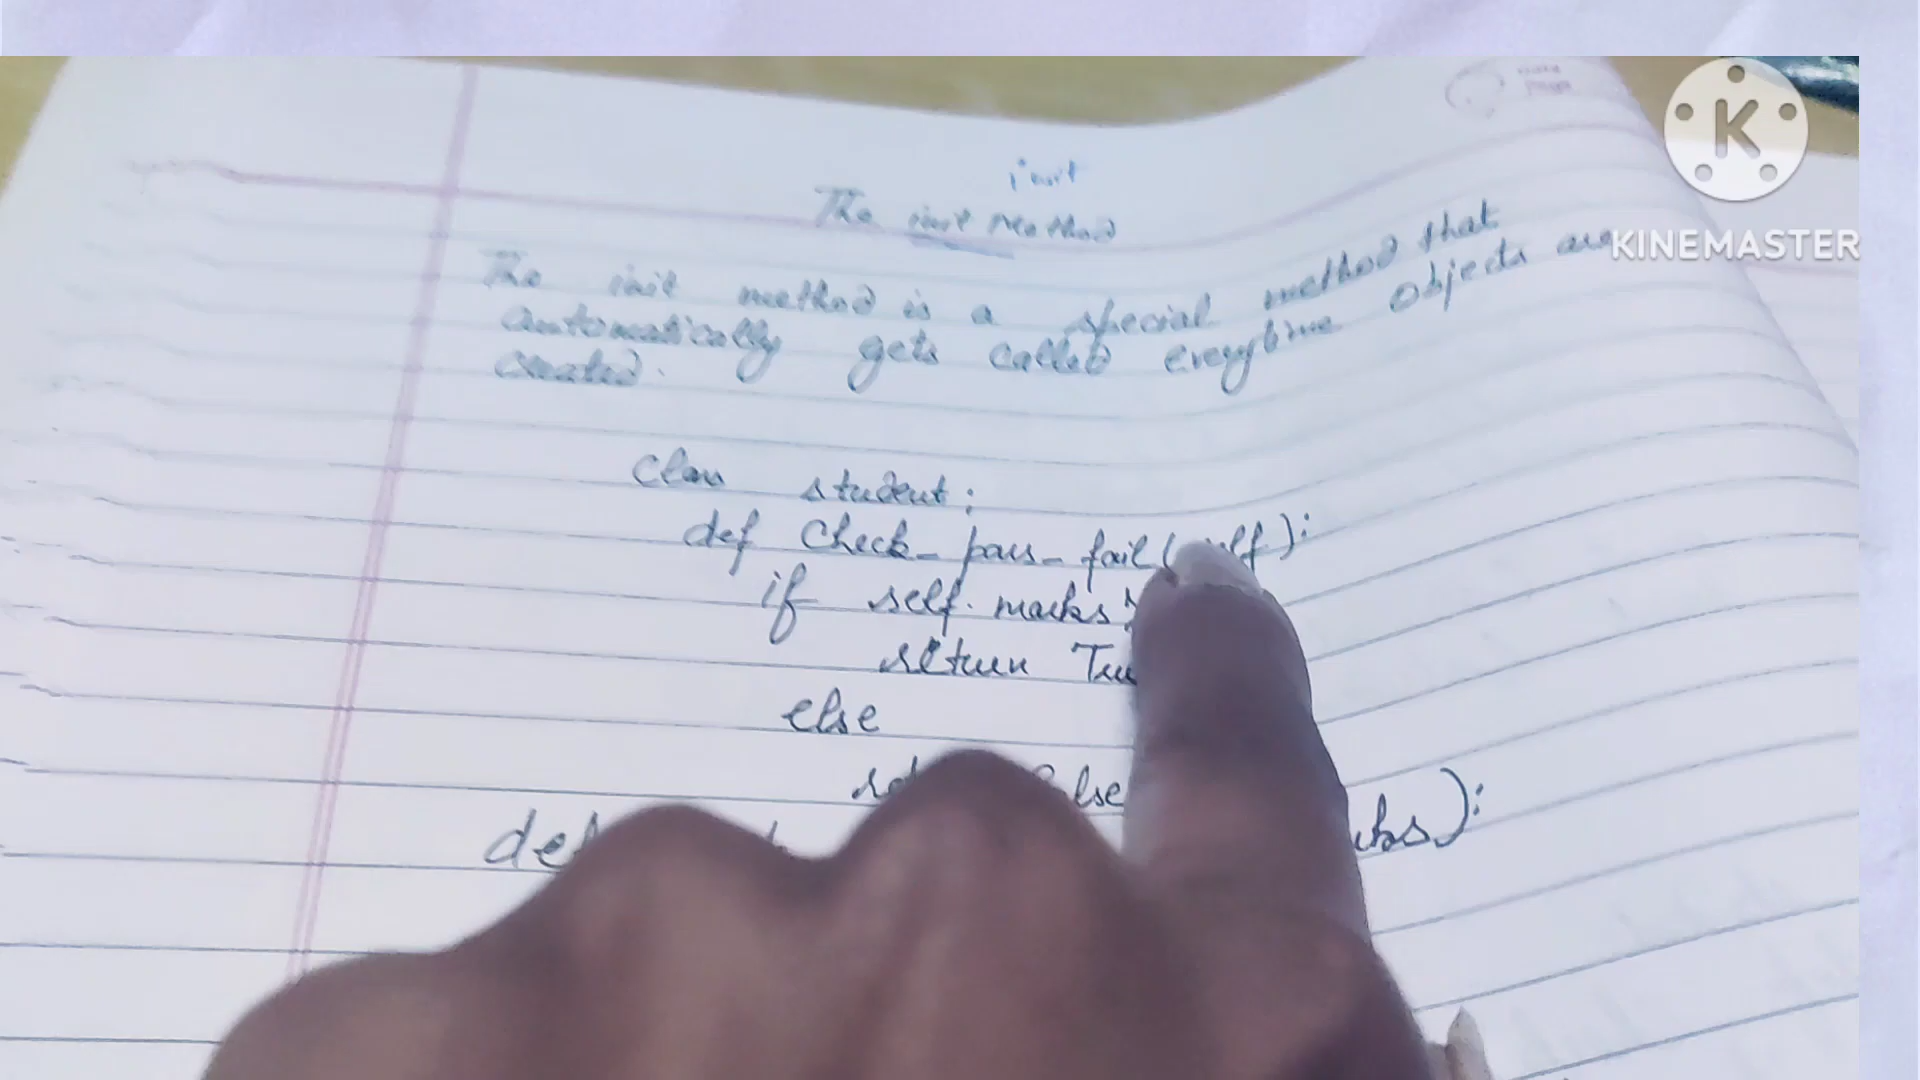 init
The init method
The init method is a special method that
automatically gets called everytime objects are
created.
class student:
def check_pass_fail(self):
if self.marks
return
else
def
KINEMASTER